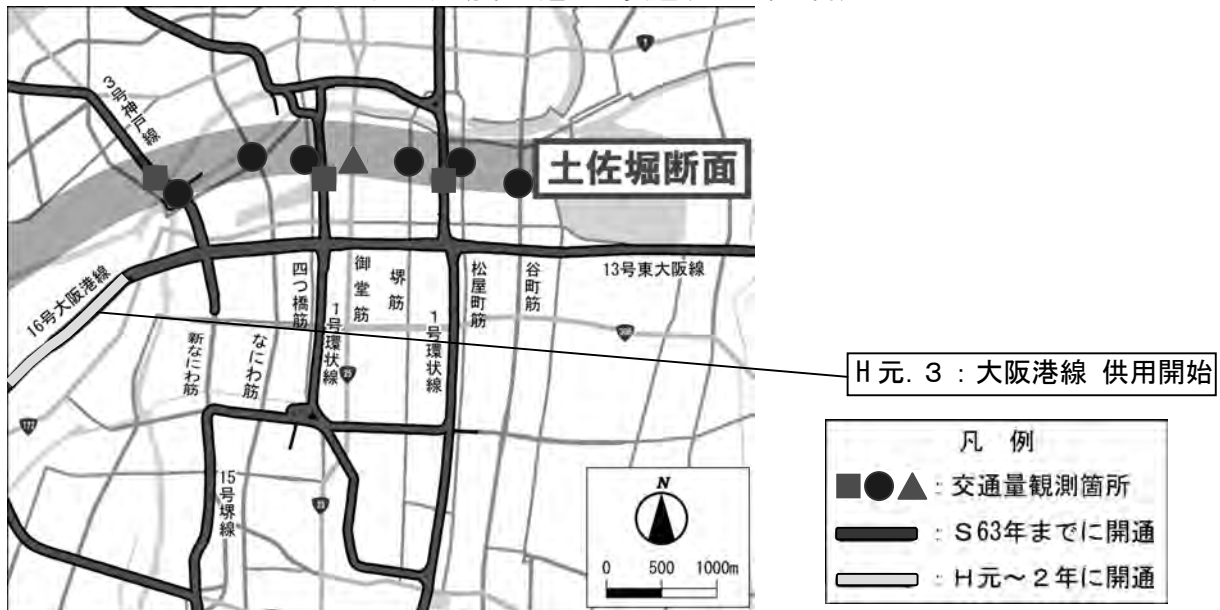 3号神戸線
1
土佐堀断面
16号大阪港線
四つ橋筋
御堂筋
堺筋
松屋町筋
谷町筋
13号東大阪線
1号環状線
1号環状線
新なにわ筋
なにわ筋
25
308
172
25
15号堺線
N
0 500 1000m
H元.3：大阪港線 供用開始
凡 例
：交通量観測箇所
：S63年までに開通
：H元～2年に開通